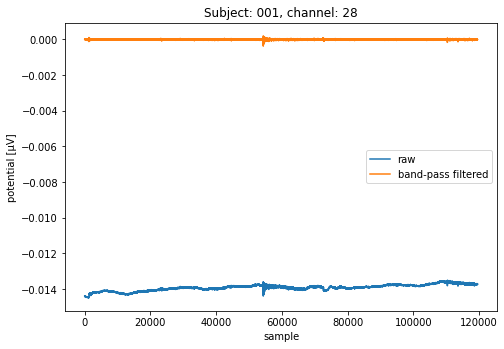 Subject: 001, channel: 28
0.000
−0.002
−0.004
−0.006
−0.008
−0.010
−0.012
−0.014
potential [µV]
raw
band-pass filtered
0 20000 40000 60000 80000 100000 120000
sample